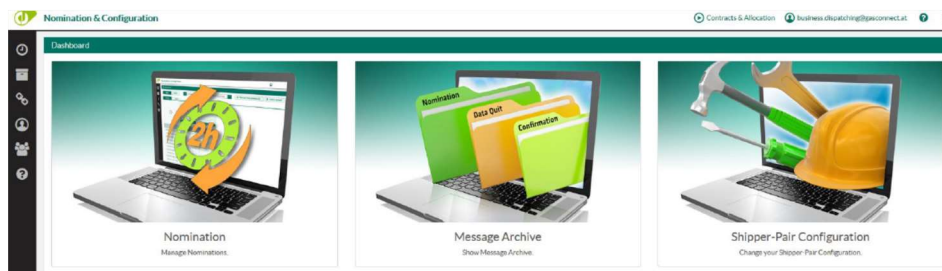 Nomination & Configuration
Contracts & Allocation
business.dispatching@gasconnect.at
Dashboard
2h
Nomination
Data Quit
Confirmation
Nomination
Manage Nominations.
Message Archive
Show Message Archive.
Shipper-Pair Configuration
Change your Shipper-Pair Configuration.